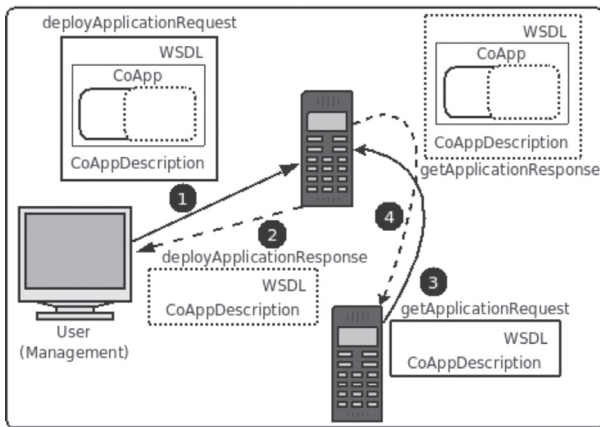 deployApplicationRequest
WSDL
CoApp
CoAppDescription
WSDL
CoApp
CoAppDescription
getApplicationResponse
1
2
deployApplicationResponse
WSDL
CoAppDescription
4
3
getApplicationRequest
WSDL
CoAppDescription
User
(Management)